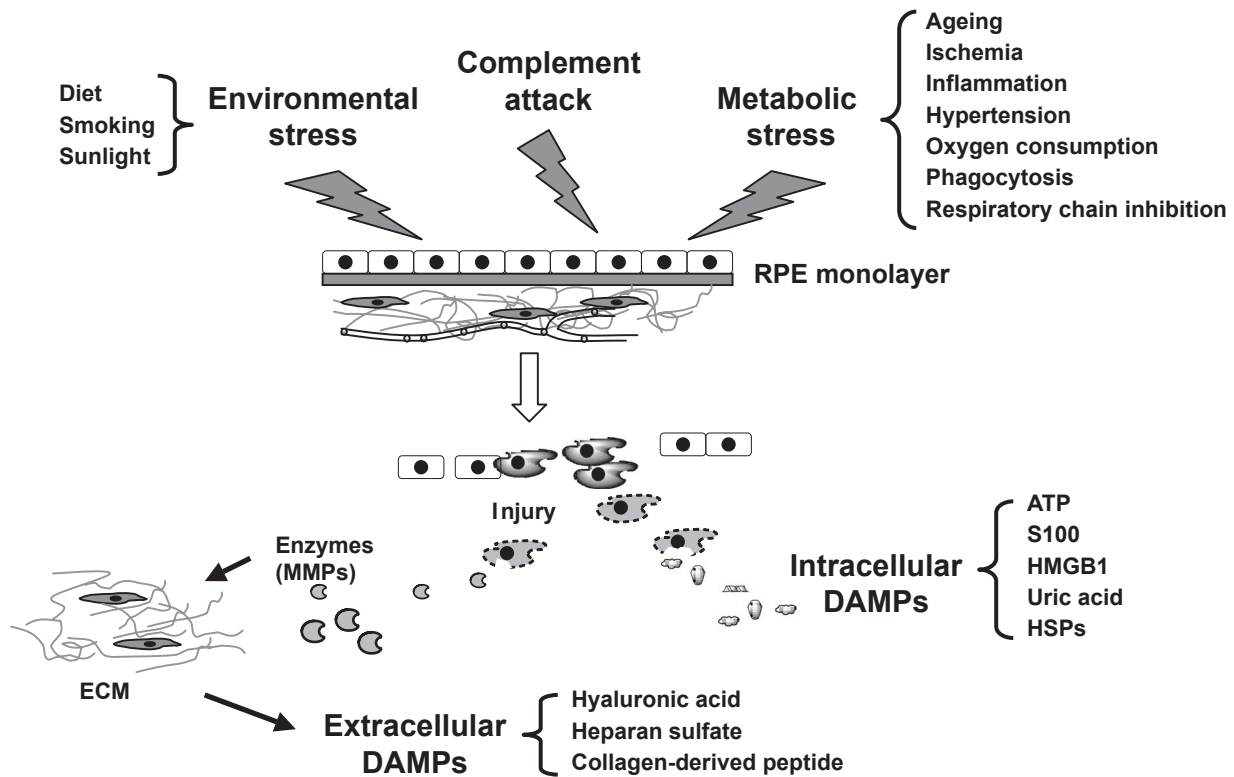 Diet
Smoking
Sunlight
Environmental
stress
Complement
attack
Metabolic
stress
Ageing
Ischemia
Inflammation
Hypertension
Oxygen consumption
Phagocytosis
Respiratory chain inhibition
RPE monolayer
Injury
Enzymes
(MMPs)
ECM
Intracellular
DAMPs
ATP
S100
HMGB1
Uric acid
HSPs
Extracellular
DAMPs
Hyaluronic acid
Heparan sulfate
Collagen-derived peptide